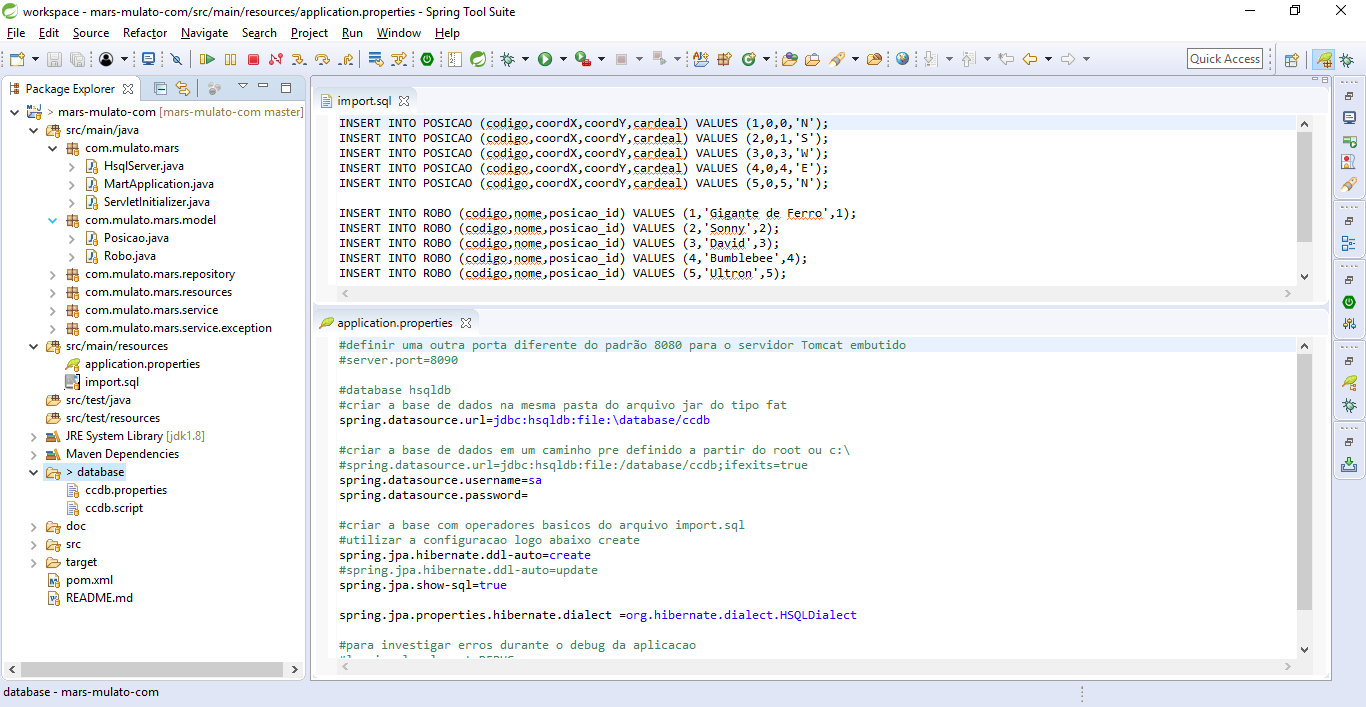 workspace - mars-mulato-com/src/main/resources/application.properties - Spring Tool Suite
File Edit Source Refactor Navigate Search Project Run Window Help
Quick Access
Package Explorer
> mars-mulato-com [mars-mulato-com master]
src/main/java
com.mulato.mars
HsqlServer.java
MartApplication.java
ServletInitializer.java
com.mulato.mars.model
Posicao.java
Robo.java
com.mulato.mars.repository
com.mulato.mars.resources
com.mulato.mars.service
com.mulato.mars.service.exception
src/main/resources
application.properties
import.sql
src/test/java
src/test/resources
JRE System Library [jdk1.8]
Maven Dependencies
> database
ccdb.properties
ccdb.script
doc
src
target
pom.xml
README.md
import.sql
INSERT INTO POSICAO (codigo,coordX,coordY,cardeal) VALUES (1,0,0,'N');
INSERT INTO POSICAO (codigo,coordX,coordY,cardeal) VALUES (2,0,1,'S');
INSERT INTO POSICAO (codigo,coordX,coordY,cardeal) VALUES (3,0,3,'W');
INSERT INTO POSICAO (codigo,coordX,coordY,cardeal) VALUES (4,0,4,'E');
INSERT INTO POSICAO (codigo,coordX,coordY,cardeal) VALUES (5,0,5,'N');
INSERT INTO ROBO (codigo,nome,posicao_id) VALUES (1,'Gigante de Ferro',1);
INSERT INTO ROBO (codigo,nome,posicao_id) VALUES (2,'Sonny',2);
INSERT INTO ROBO (codigo,nome,posicao_id) VALUES (3,'David',3);
INSERT INTO ROBO (codigo,nome,posicao_id) VALUES (4,'Bumblebee',4);
INSERT INTO ROBO (codigo,nome,posicao_id) VALUES (5,'Ultron',5);
application.properties
#definir uma outra porta diferente do padrão 8080 para o servidor Tomcat embutido
#server.port=8090
#database hsqldb
#criar a base de dados na mesma pasta do arquivo jar do tipo fat
spring.datasource.url=jdbc:hsqldb:file:\database/ccdb
#criar a base de dados em um caminho pre definido a partir do root ou c:\
#spring.datasource.url=jdbc:hsqldb:file:/database/ccdb;ifexits=true
spring.datasource.username=sa
spring.datasource.password=
#criar a base com operadores basicos do arquivo import.sql
#utilizar a configuracao logo abaixo create
spring.jpa.hibernate.ddl-auto=create
#spring.jpa.hibernate.ddl-auto=update
spring.jpa.show-sql=true
spring.jpa.properties.hibernate.dialect =org.hibernate.dialect.HSQLDialect
#para investigar erros durante o debug da aplicacao
database - mars-mulato-com